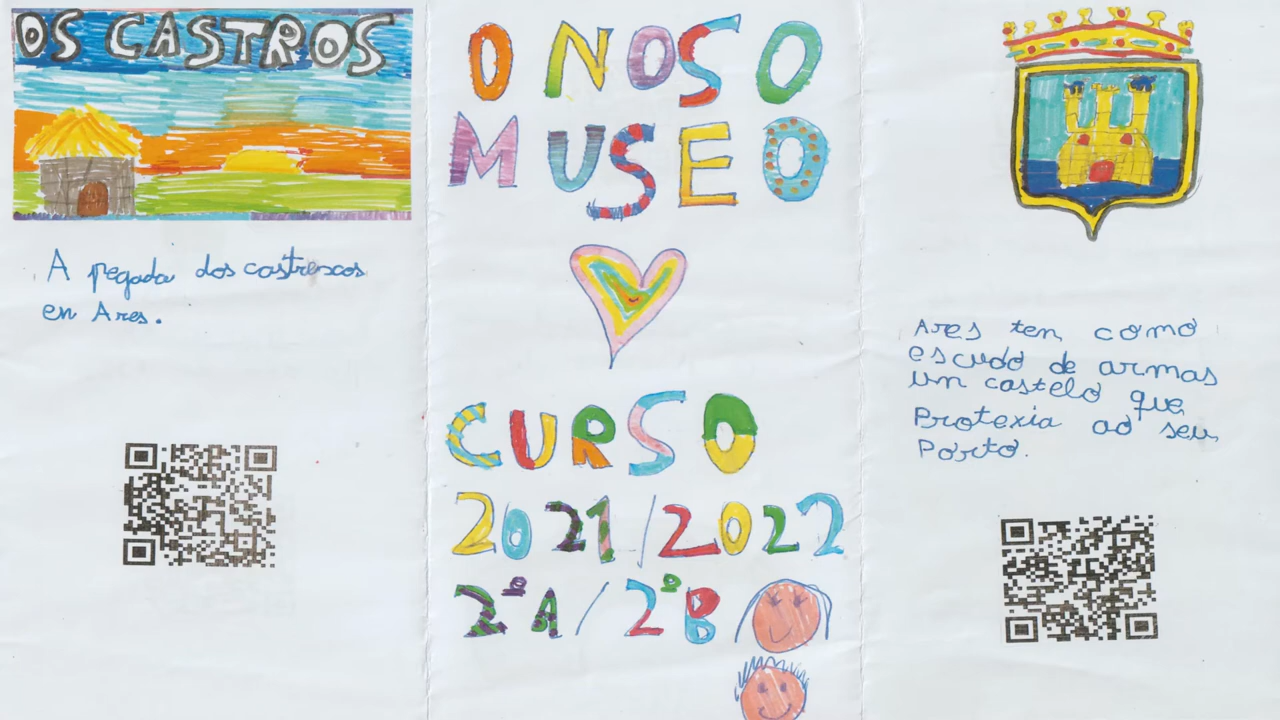 OS CASTROS
A pegada dos castrexos
en Ares.
O NOSO
MUSEO
CURSO
2021/2022
2ºA/2ºB
Ares ten como
escudo de armas
un castelo que
Protexia ao seu
Porto.